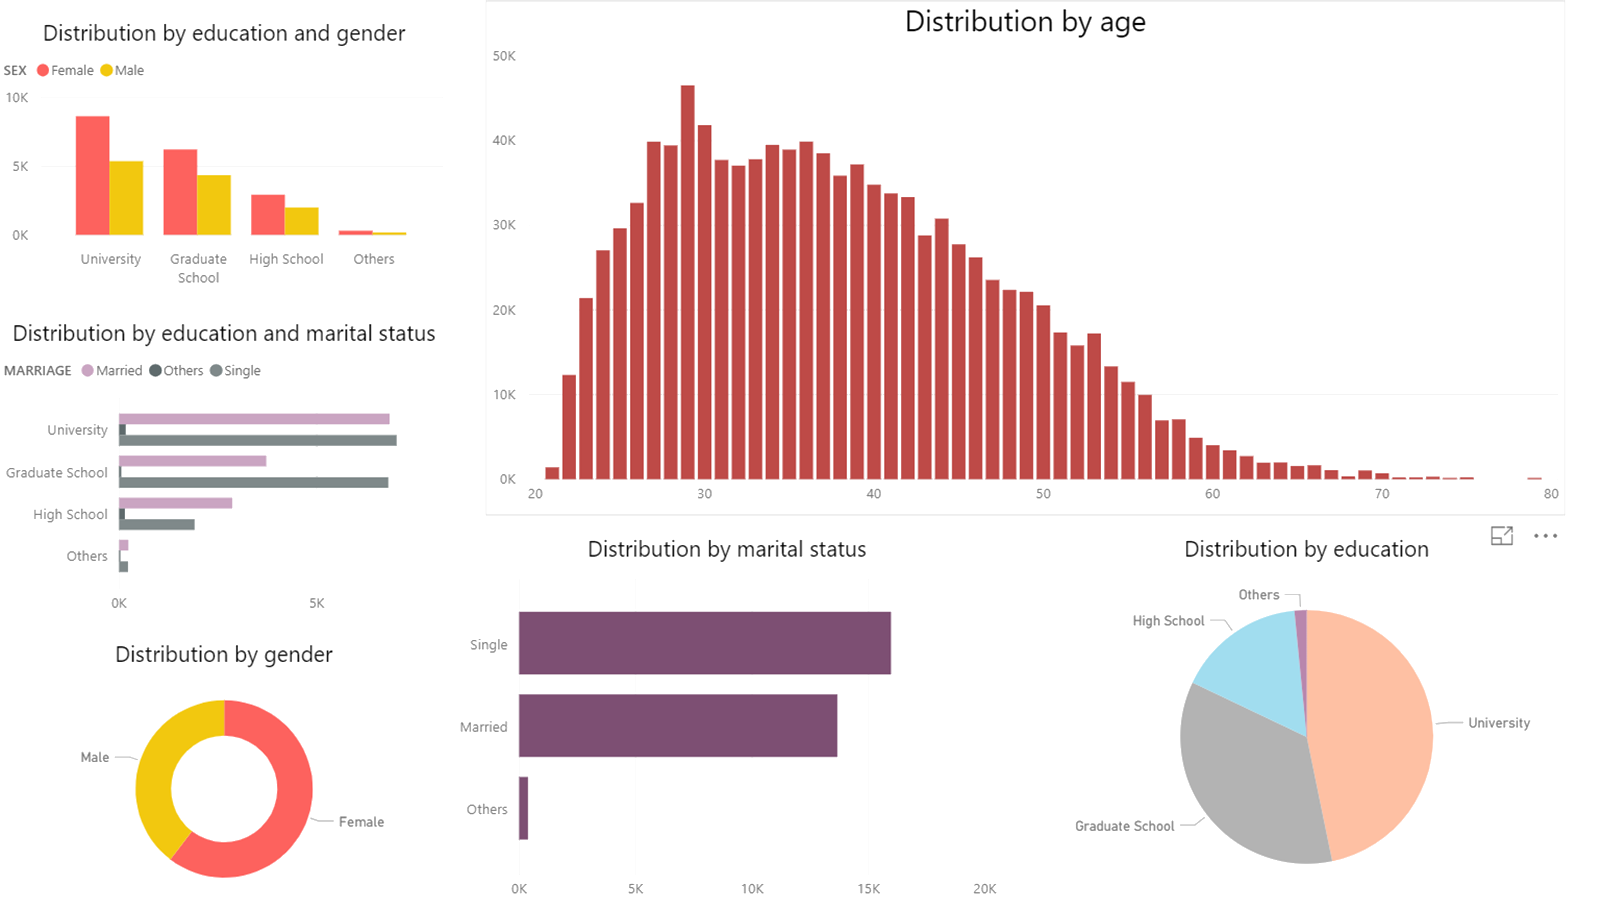 Distribution by education and gender
SEX Female Male
10K
5K
0K
University Graduate School High School Others
Distribution by education and marital status
MARRIAGE Married Others Single
University
Graduate School
High School
Others
0K 5K
Distribution by gender
Male
Female
Distribution by age
50K
40K
30K
20K
10K
0K
20 30 40 50 60 70 80
Distribution by marital status
Single
Married
Others
0K 5K 10K 15K 20K
Distribution by education
Others
High School
University
Graduate School